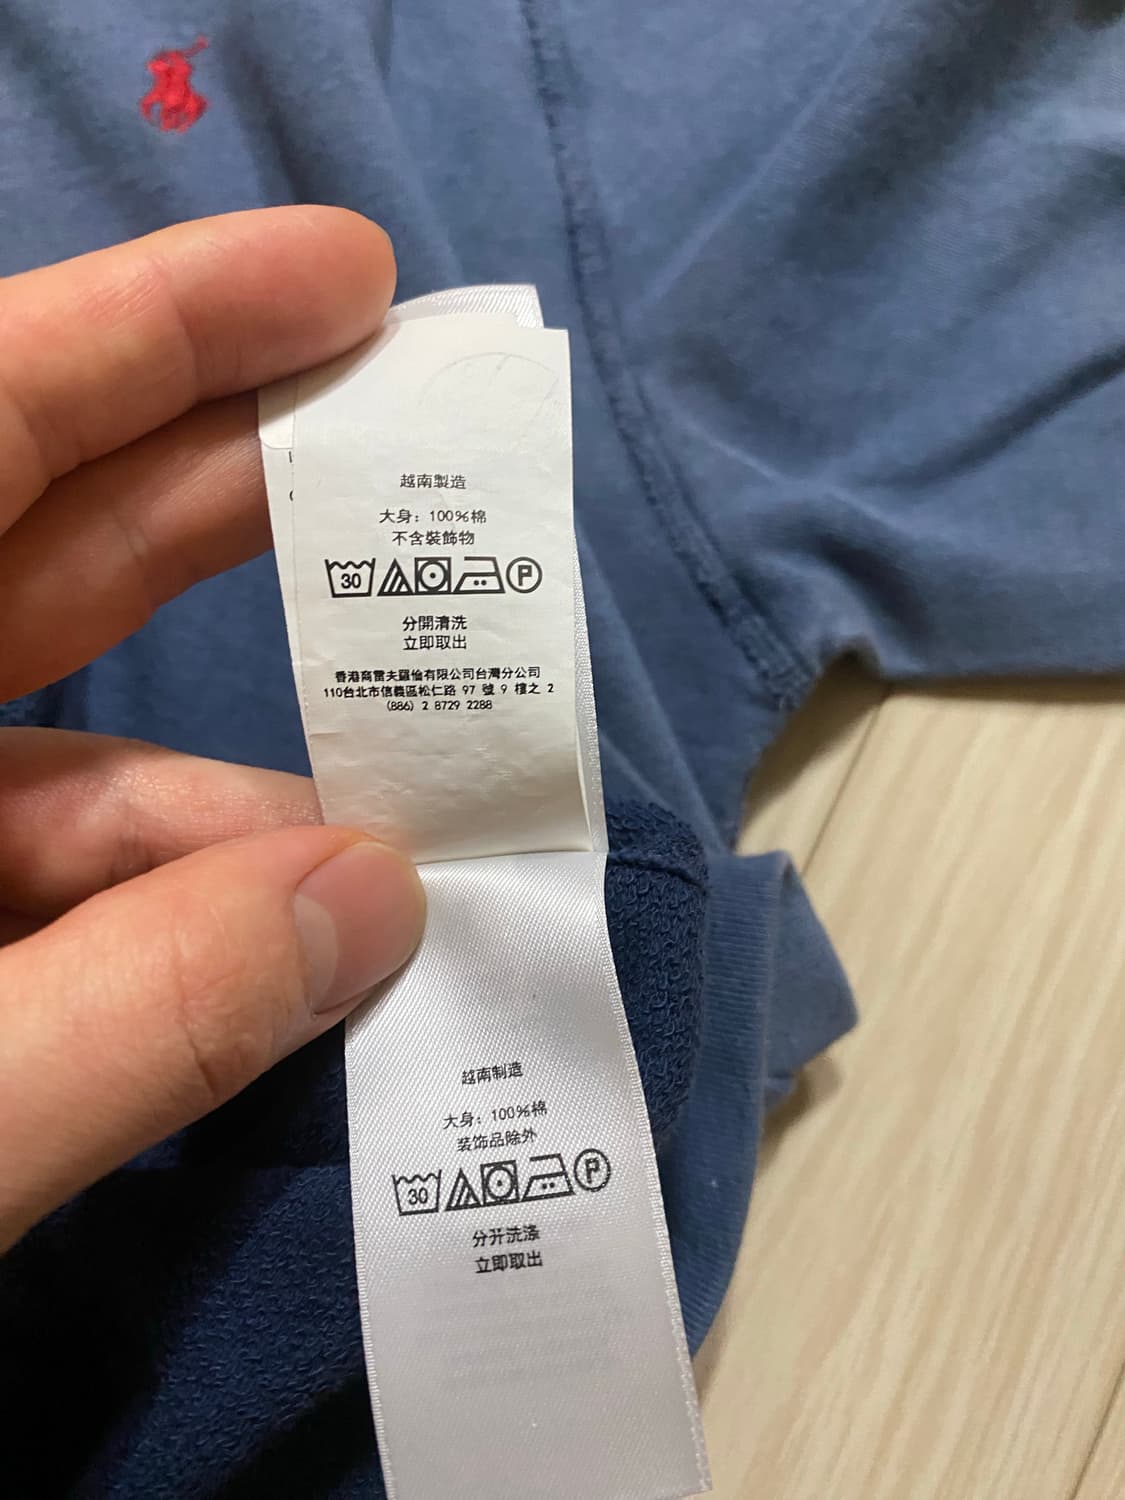 越南製造
大身：100%棉
不含裝飾物
30 P
分開清洗
立即取出
香港商雷夫羅倫有限公司台灣分公司
110台北市信義區松仁路 97 號 9 樓之 2
(886) 2 8729 2288
越南制造
大身：100%棉
装饰品除外
30 P
分开洗涤
立即取出